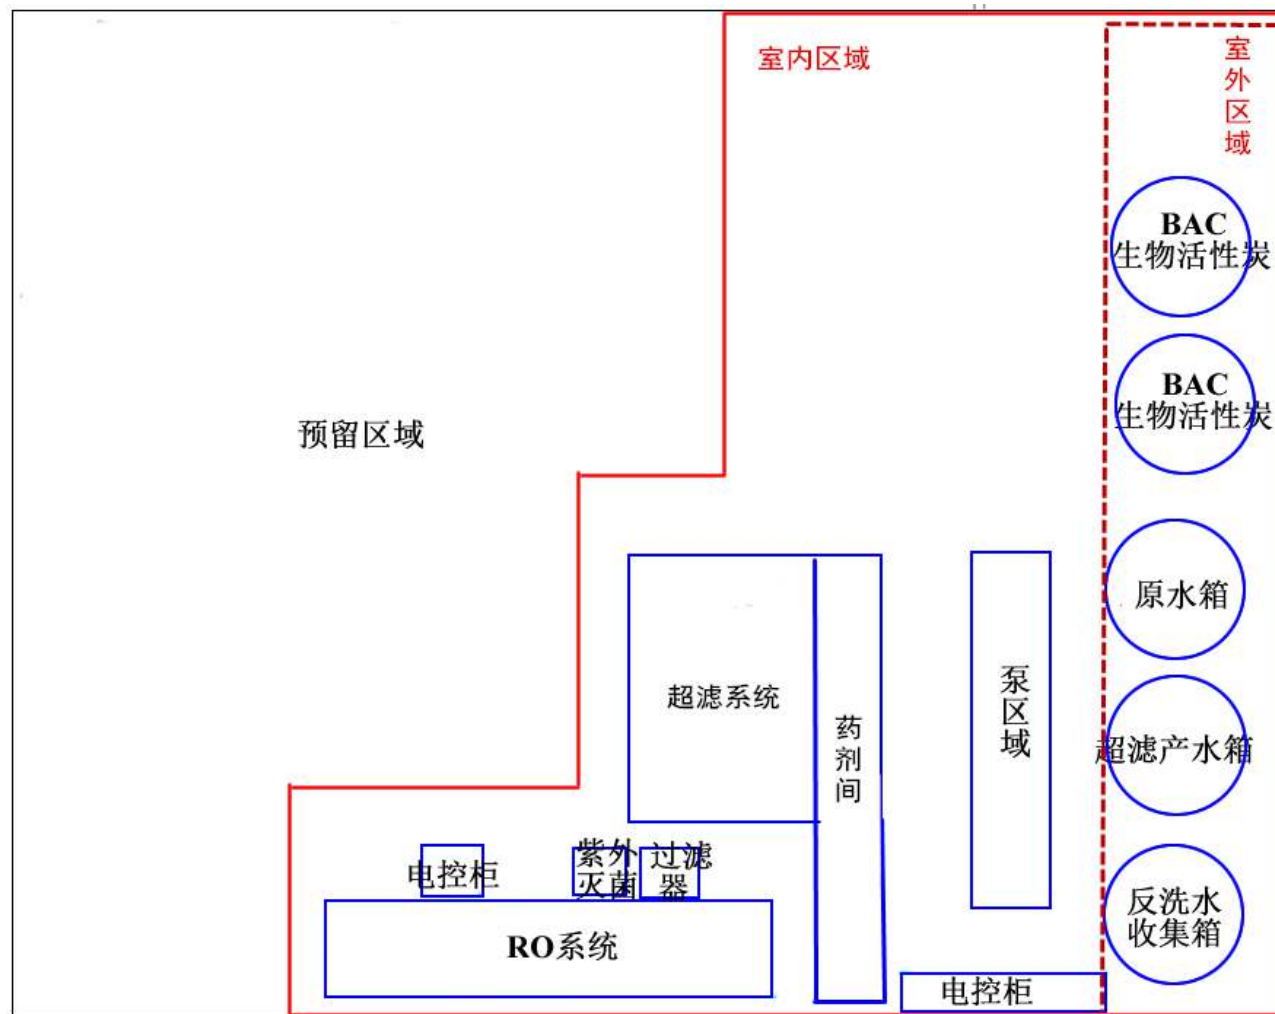 室内区域
室
外
区
域
BAC
生物活性炭
BAC
生物活性炭
预留区域
原水箱
超滤系统
药
剂
间
泵
区
域
超滤产水箱
电控柜
紫外
灭菌
过滤
器
RO系统
反洗水
收集箱
电控柜